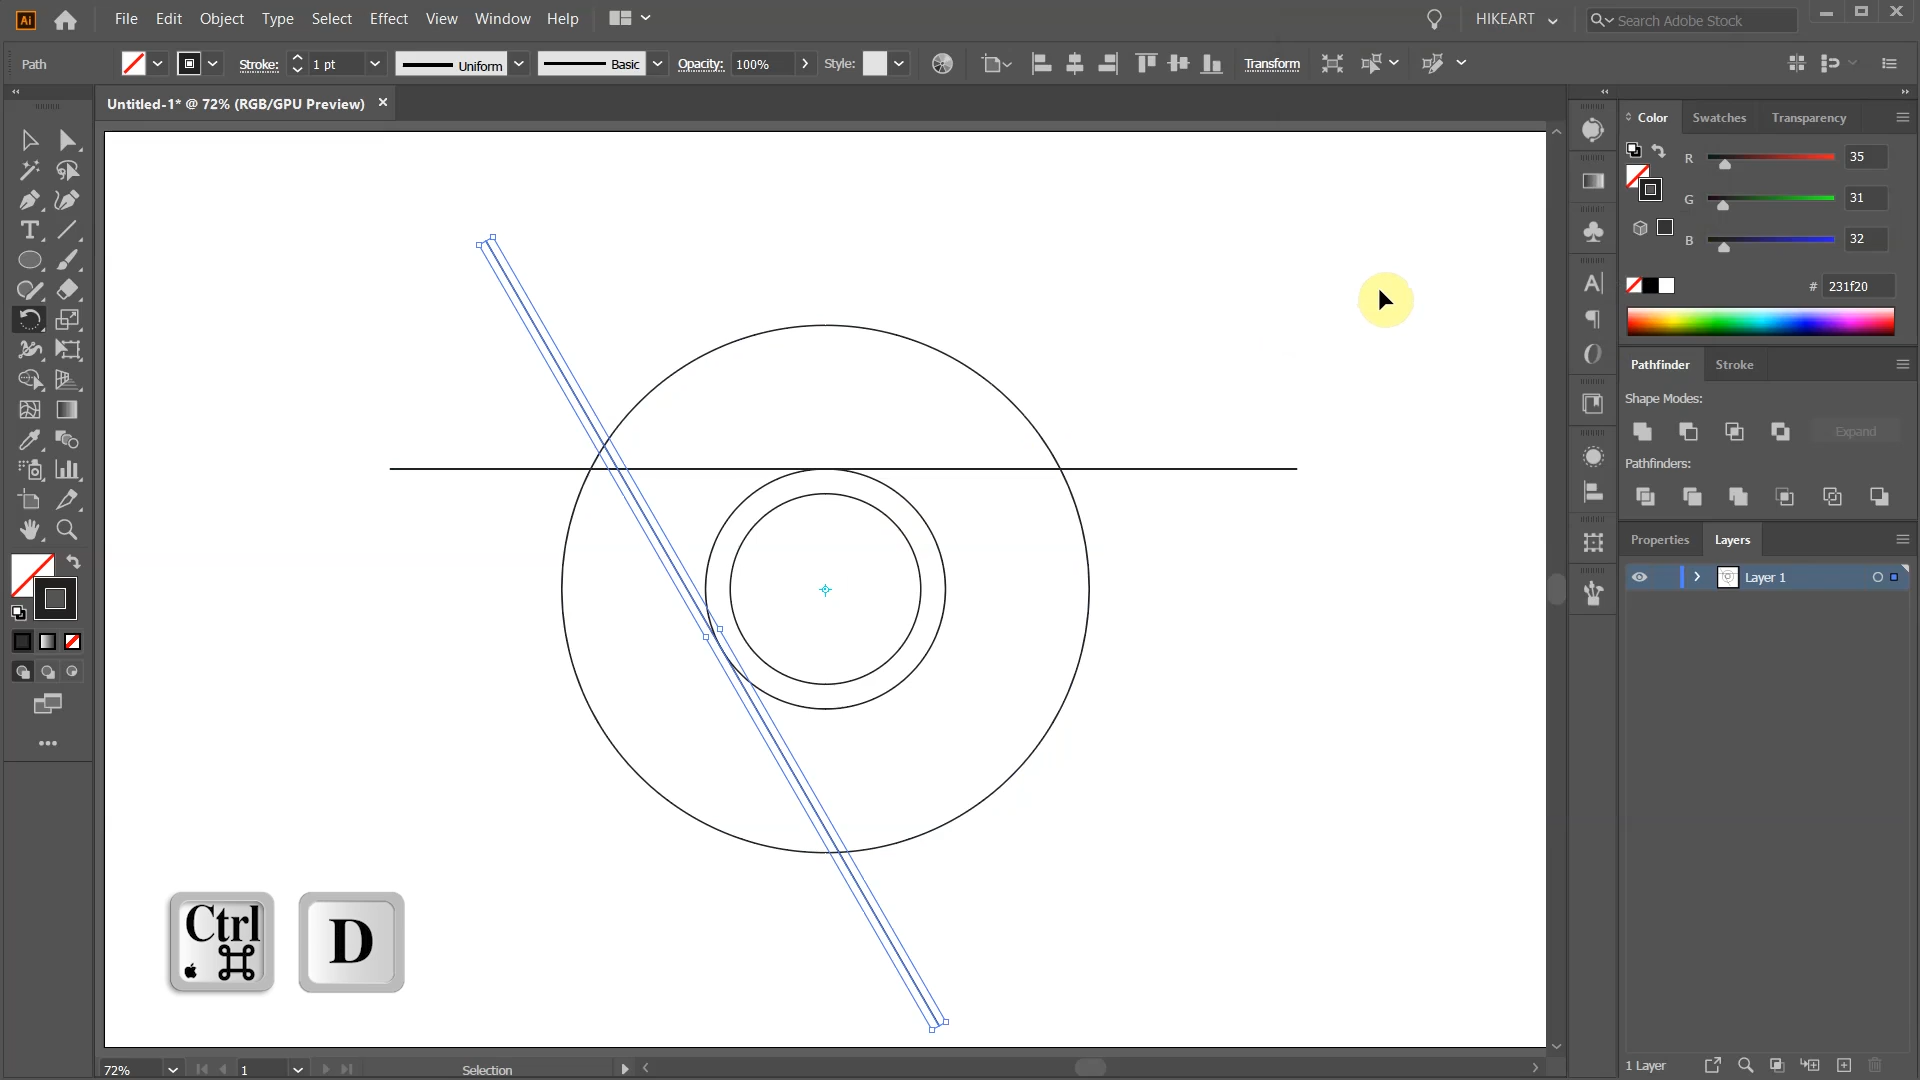 Ai File Edit Object Type Select Effect View Window Help HIKEART Search Adobe Stock
Path Stroke: 1 pt Uniform Basic Opacity: 100% Style: Transform
Untitled-1* @ 72% (RGB/GPU Preview)
Color Swatches Transparency
R 35
G 31
B 32
# 231f20
Pathfinder Stroke
Shape Modes:
Expand
Pathfinders:
Properties Layers
Layer 1
Ctrl D
72% 1 Selection
1 Layer